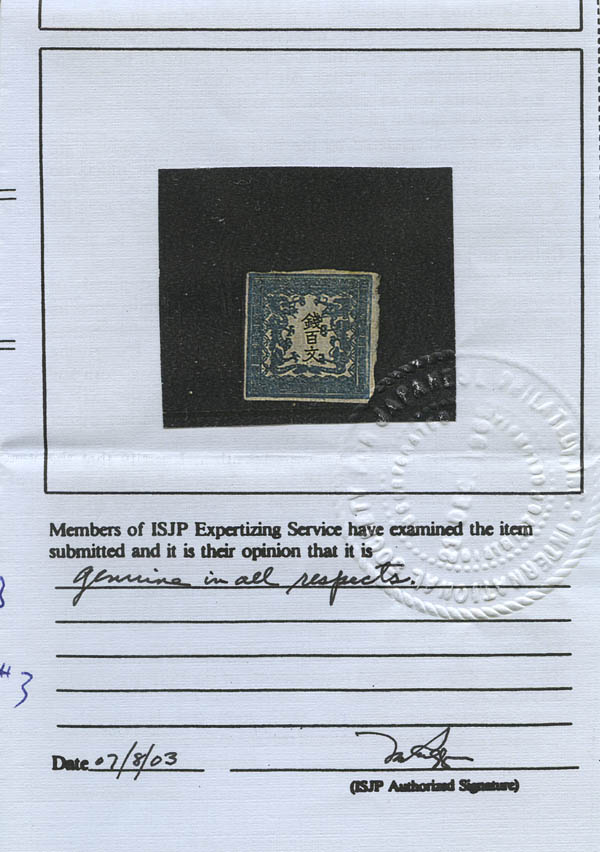 錢百文
Members of ISJP Expertizing Service have examined the item
submitted and it is their opinion that it is
genuine in all respects.
#3
Date 07/8/03
(ISJP Authorized Signature)